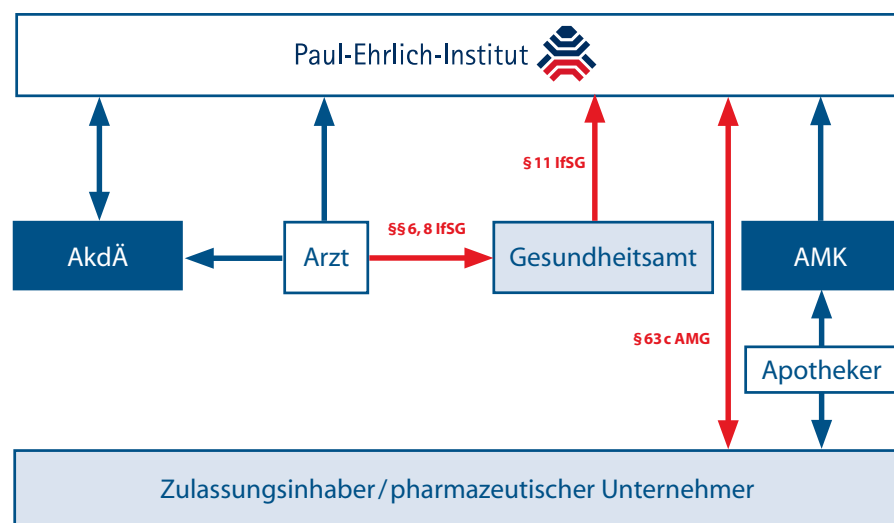 Paul-Ehrlich-Institut
§ 11 IfSG
§§ 6, 8 IfSG
AkdÄ
Arzt
Gesundheitsamt
AMK
§ 63 c AMG
Apotheker
Zulassungsinhaber / pharmazeutischer Unternehmer